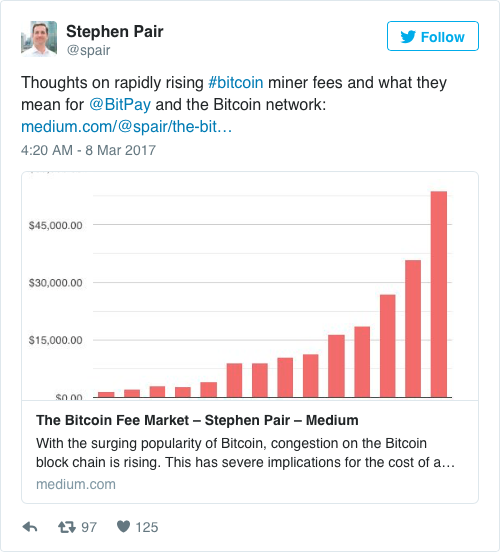 Stephen Pair
@spair
Follow
Thoughts on rapidly rising #bitcoin miner fees and what they
mean for @BitPay and the Bitcoin network:
medium.com/@spair/the-bit…
4:20 AM - 8 Mar 2017
$45,000.00
$30,000.00
$15,000.00
$0.00
The Bitcoin Fee Market – Stephen Pair – Medium
With the surging popularity of Bitcoin, congestion on the Bitcoin
block chain is rising. This has severe implications for the cost of a…
medium.com
97
125